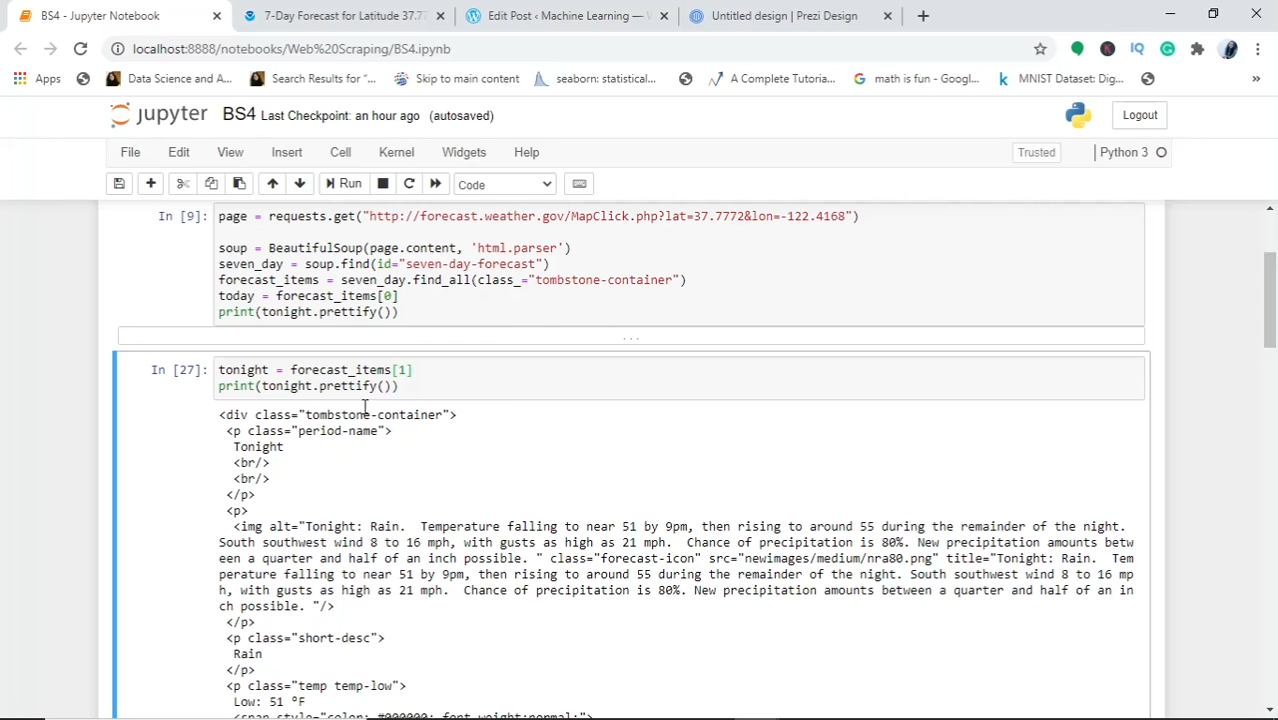 BS4 - Jupyter Notebook
7-Day Forecast for Latitude 37.77
Edit Post ‹ Machine Learning —
Untitled design | Prezi Design
localhost:8888/notebooks/Web%20Scraping/BS4.ipynb
Apps
Data Science and A...
Search Results for "...
Skip to main content
seaborn: statistical...
A Complete Tutoria...
math is fun - Googl...
MNIST Dataset: Dig...
»
jupyter BS4 Last Checkpoint: an hour ago (autosaved)
Logout
File Edit View Insert Cell Kernel Widgets Help
Trusted
Python 3
Run
Code
In [9]:
page = requests.get("http://forecast.weather.gov/MapClick.php?lat=37.7772&lon=-122.4168")
soup = BeautifulSoup(page.content, 'html.parser')
seven_day = soup.find(id="seven-day-forecast")
forecast_items = seven_day.find_all(class_="tombstone-container")
today = forecast_items[0]
print(tonight.prettify())
...
In [27]:
tonight = forecast_items[1]
print(tonight.prettify())
<div class="tombstone-container">
<p class="period-name">
Tonight
<br/>
<br/>
</p>
<p>
<img alt="Tonight: Rain.  Temperature falling to near 51 by 9pm, then rising to around 55 during the remainder of the night.
South southwest wind 8 to 16 mph, with gusts as high as 21 mph.  Chance of precipitation is 80%. New precipitation amounts betw
een a quarter and half of an inch possible. " class="forecast-icon" src="newimages/medium/nra80.png" title="Tonight: Rain.  Tem
perature falling to near 51 by 9pm, then rising to around 55 during the remainder of the night. South southwest wind 8 to 16 mp
h, with gusts as high as 21 mph.  Chance of precipitation is 80%. New precipitation amounts between a quarter and half of an in
ch possible. "/>
</p>
<p class="short-desc">
Rain
</p>
<p class="temp temp-low">
Low: 51 °F
<span style="color: #000000; font weight:normal;">